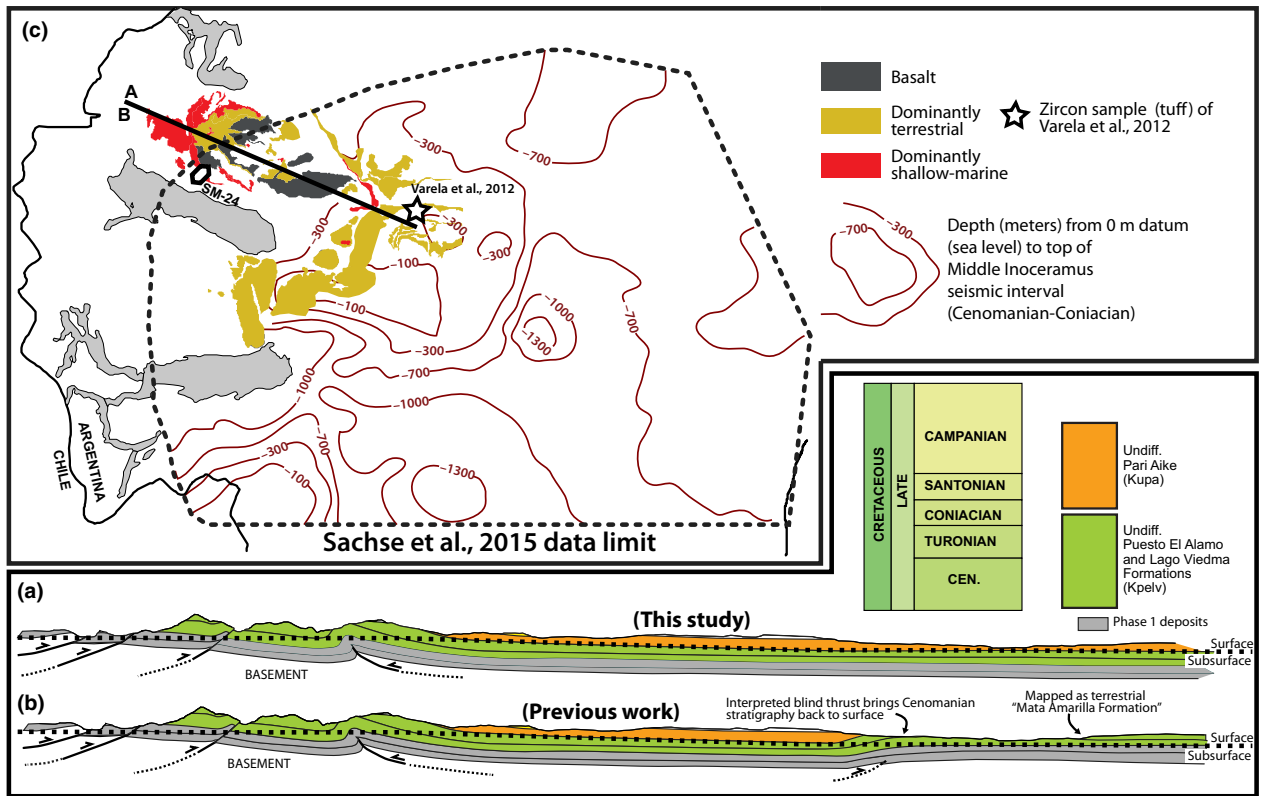 (c)
A
B
SM-24
Varela et al., 2012
-300
-700
-300
-300
-300
-100
-100
-300
-700
-1000
-1000
-1300
-700
-1000
-700
-300
-100
-1300
ARGENTINA
CHILE
Sachse et al., 2015 data limit
Basalt
Dominantly
terrestrial
Dominantly
shallow-marine
Zircon sample (tuff) of
Varela et al., 2012
-700
-300
Depth (meters) from 0 m datum
(sea level) to top of
Middle Inoceramus
seismic interval
(Cenomanian-Coniacian)
CRETACEOUS
LATE
CAMPANIAN
SANTONIAN
CONIACIAN
TURONIAN
CEN.
Undiff.
Pari Aike
(Kupa)
Undiff.
Puesto El Alamo
and Lago Viedma
Formations
(Kpelv)
Phase 1 deposits
(a)
(This study)
BASEMENT
Surface
Subsurface
(b)
(Previous work)
Interpreted blind thrust brings Cenomanian
stratigraphy back to surface
Mapped as terrestrial
“Mata Amarilla Formation”
BASEMENT
Surface
Subsurface